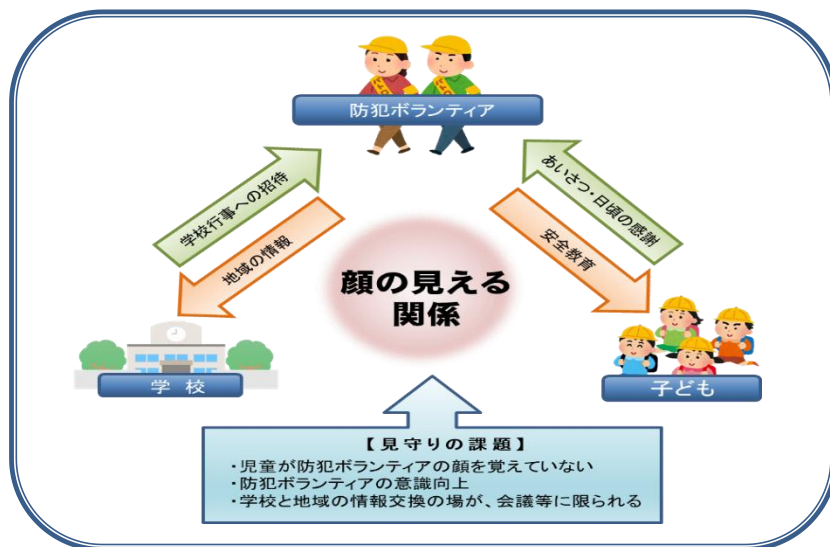 防犯ボランティア
学校行事への招待
地域の情報
あいさつ・日頃の感謝
安全教育
顔の見える
関係
学 校
子ども
【見守りの課題】
・児童が防犯ボランティアの顔を覚えていない
・防犯ボランティアの意識向上
・学校と地域の情報交換の場が、会議等に限られる